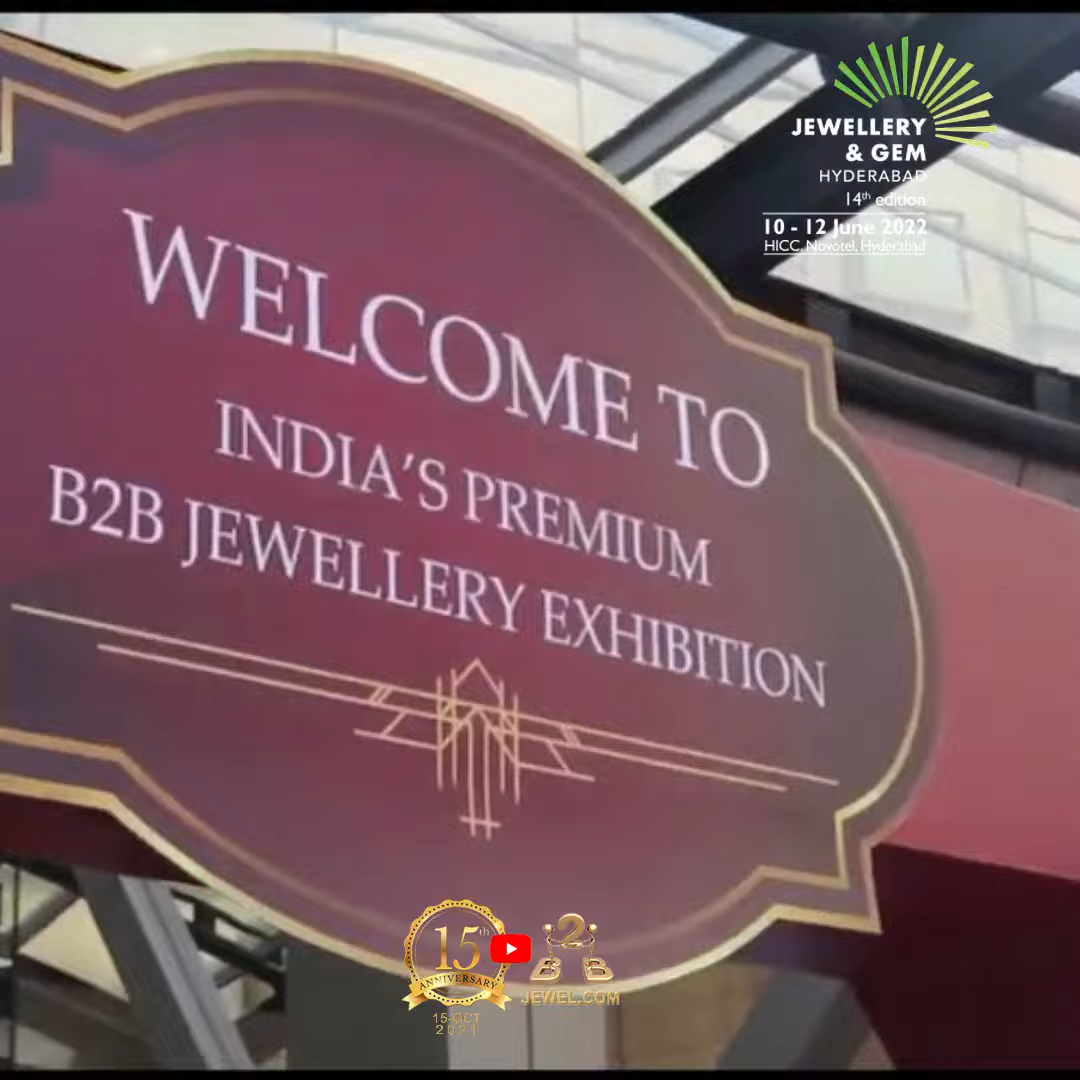 JEWELLERY
& GEM
HYDERABAD
14th edition
10 - 12 June 2022
HICC, Novotel, Hyderabad
WELCOME TO
INDIA'S PREMIUM
B2B JEWELLERY EXHIBITION
15th
ANNIVERSARY
15-OCT
2021
B2B
JEWEL.COM